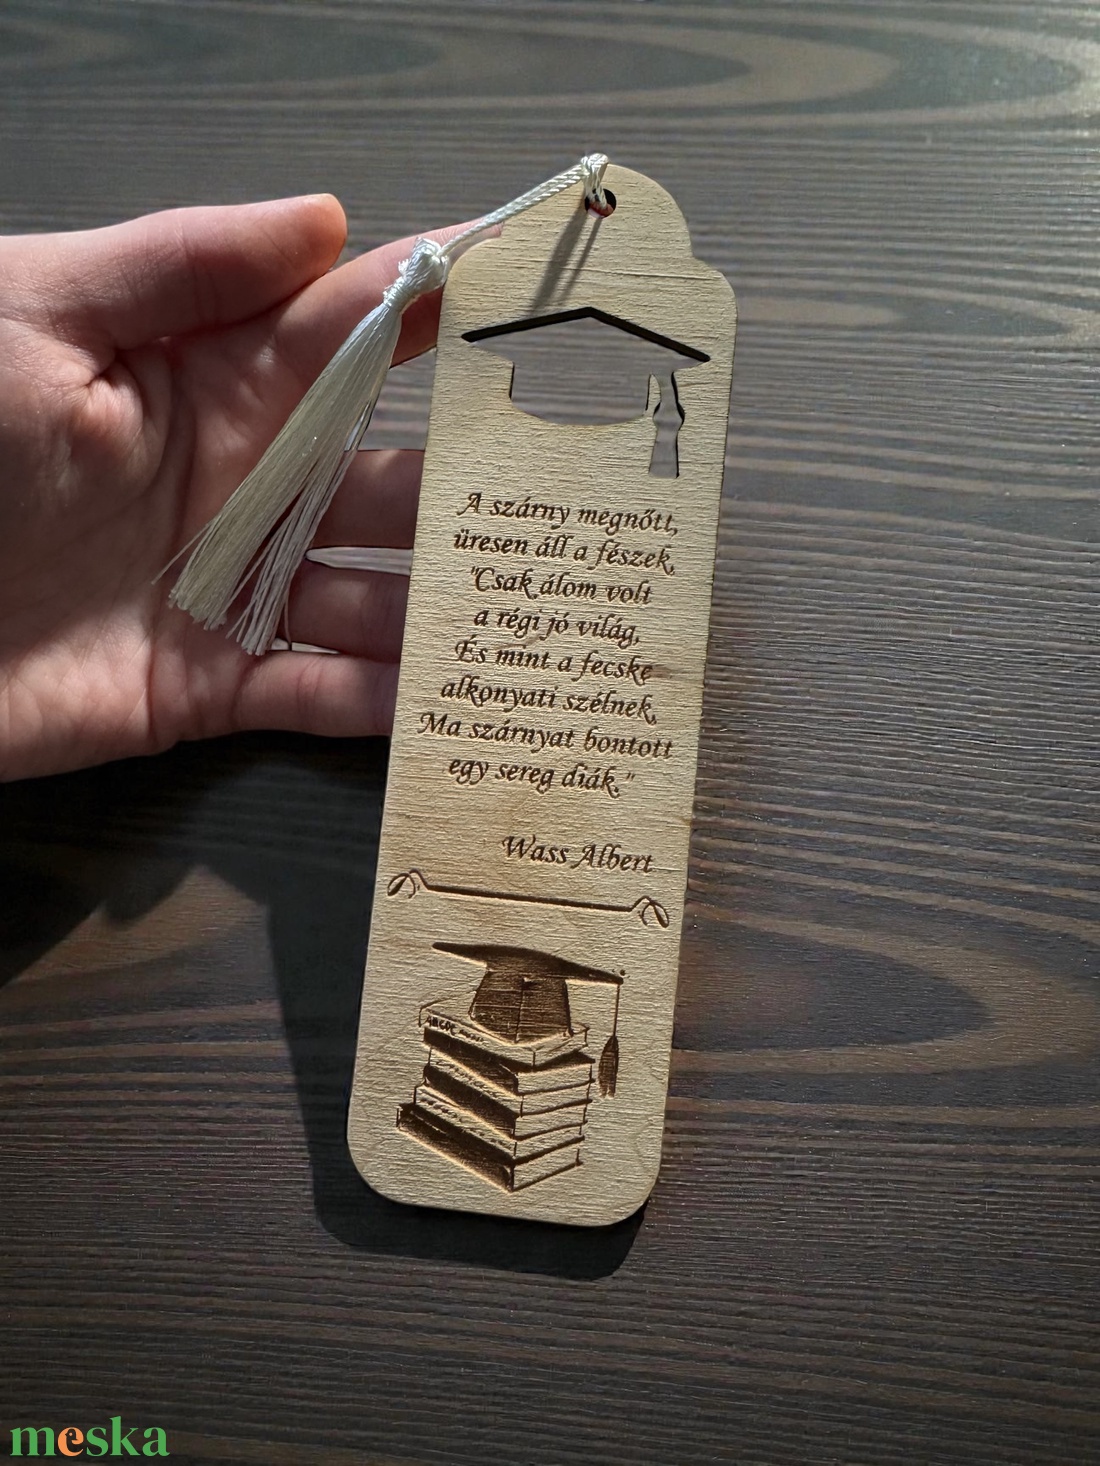 A szárny megnőtt,
üresen áll a fészek,
"Csak álom volt
a régi jó világ,
És mint a fecske
alkonyati szélnek,
Ma szárnyat bontott
egy sereg diák."
Wass Albert
meska